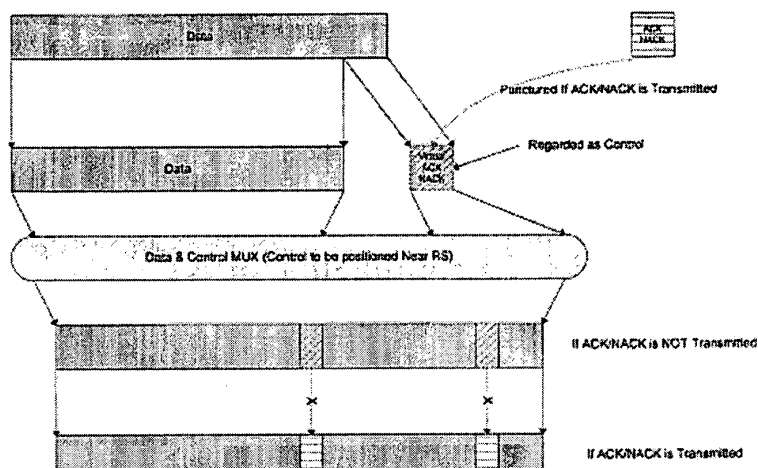 Data
ACK
NACK
Punctured If ACK/NACK is Transmitted
Regarded as Control
Data
ACK
NACK
Data & Control MUX (Control to be positioned Near RS)
If ACK/NACK is NOT Transmitted
If ACK/NACK is Transmitted